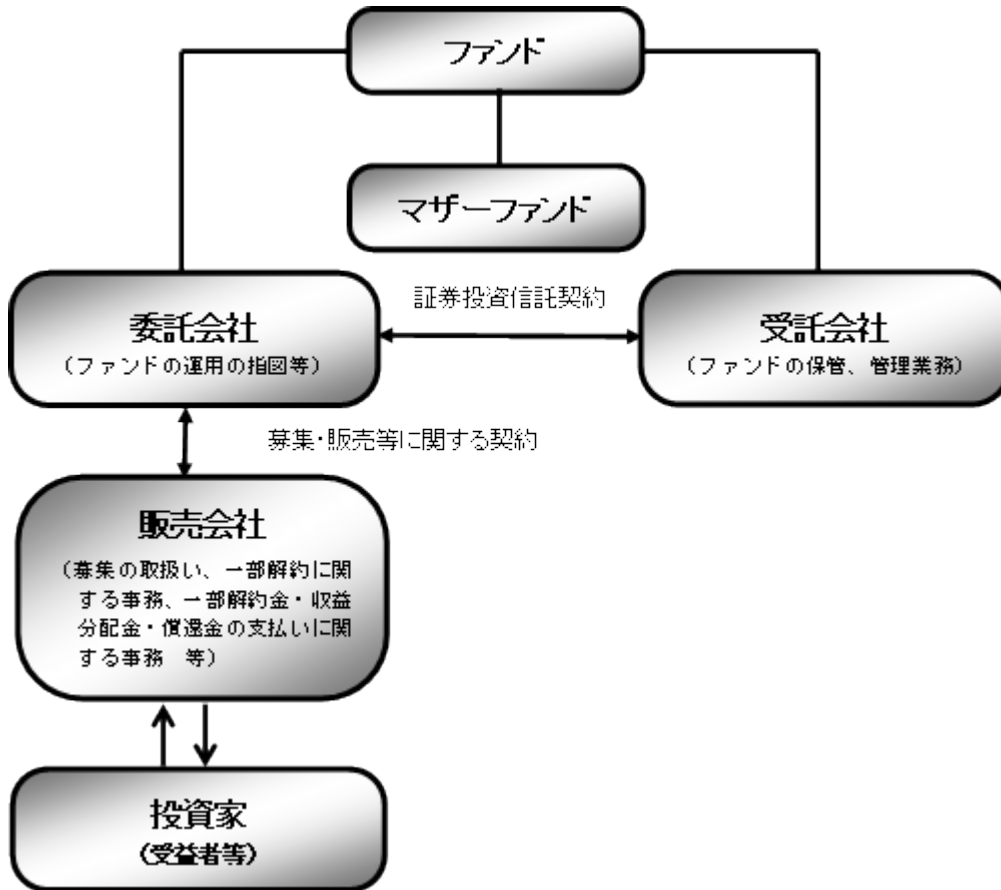 ファンド
マザーファンド
証券投資信託契約
委託会社
（ファンドの運用の指図等）
受託会社
（ファンドの保管、管理業務）
募集・販売等に関する契約
販売会社
（募集の取扱い、一部解約に関
する事務、一部解約金・収益
分配金・償還金の支払いに関
する事務　等）
投資家
（受益者等）